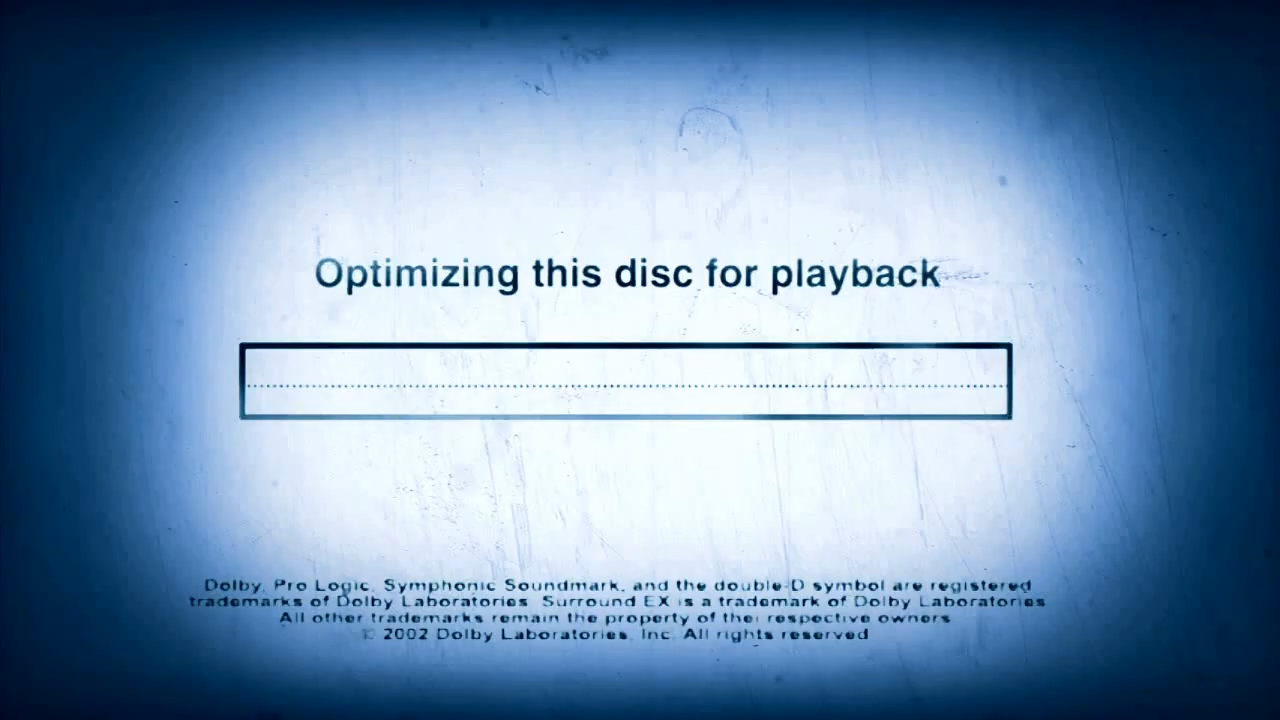 Optimizing this disc for playback
Dolby, Pro Logic, Symphonic Soundmark, and the double-D symbol are registered
trademarks of Dolby Laboratories. Surround EX is a trademark of Dolby Laboratories.
All other trademarks remain the property of their respective owners.
© 2002 Dolby Laboratories, Inc. All rights reserved